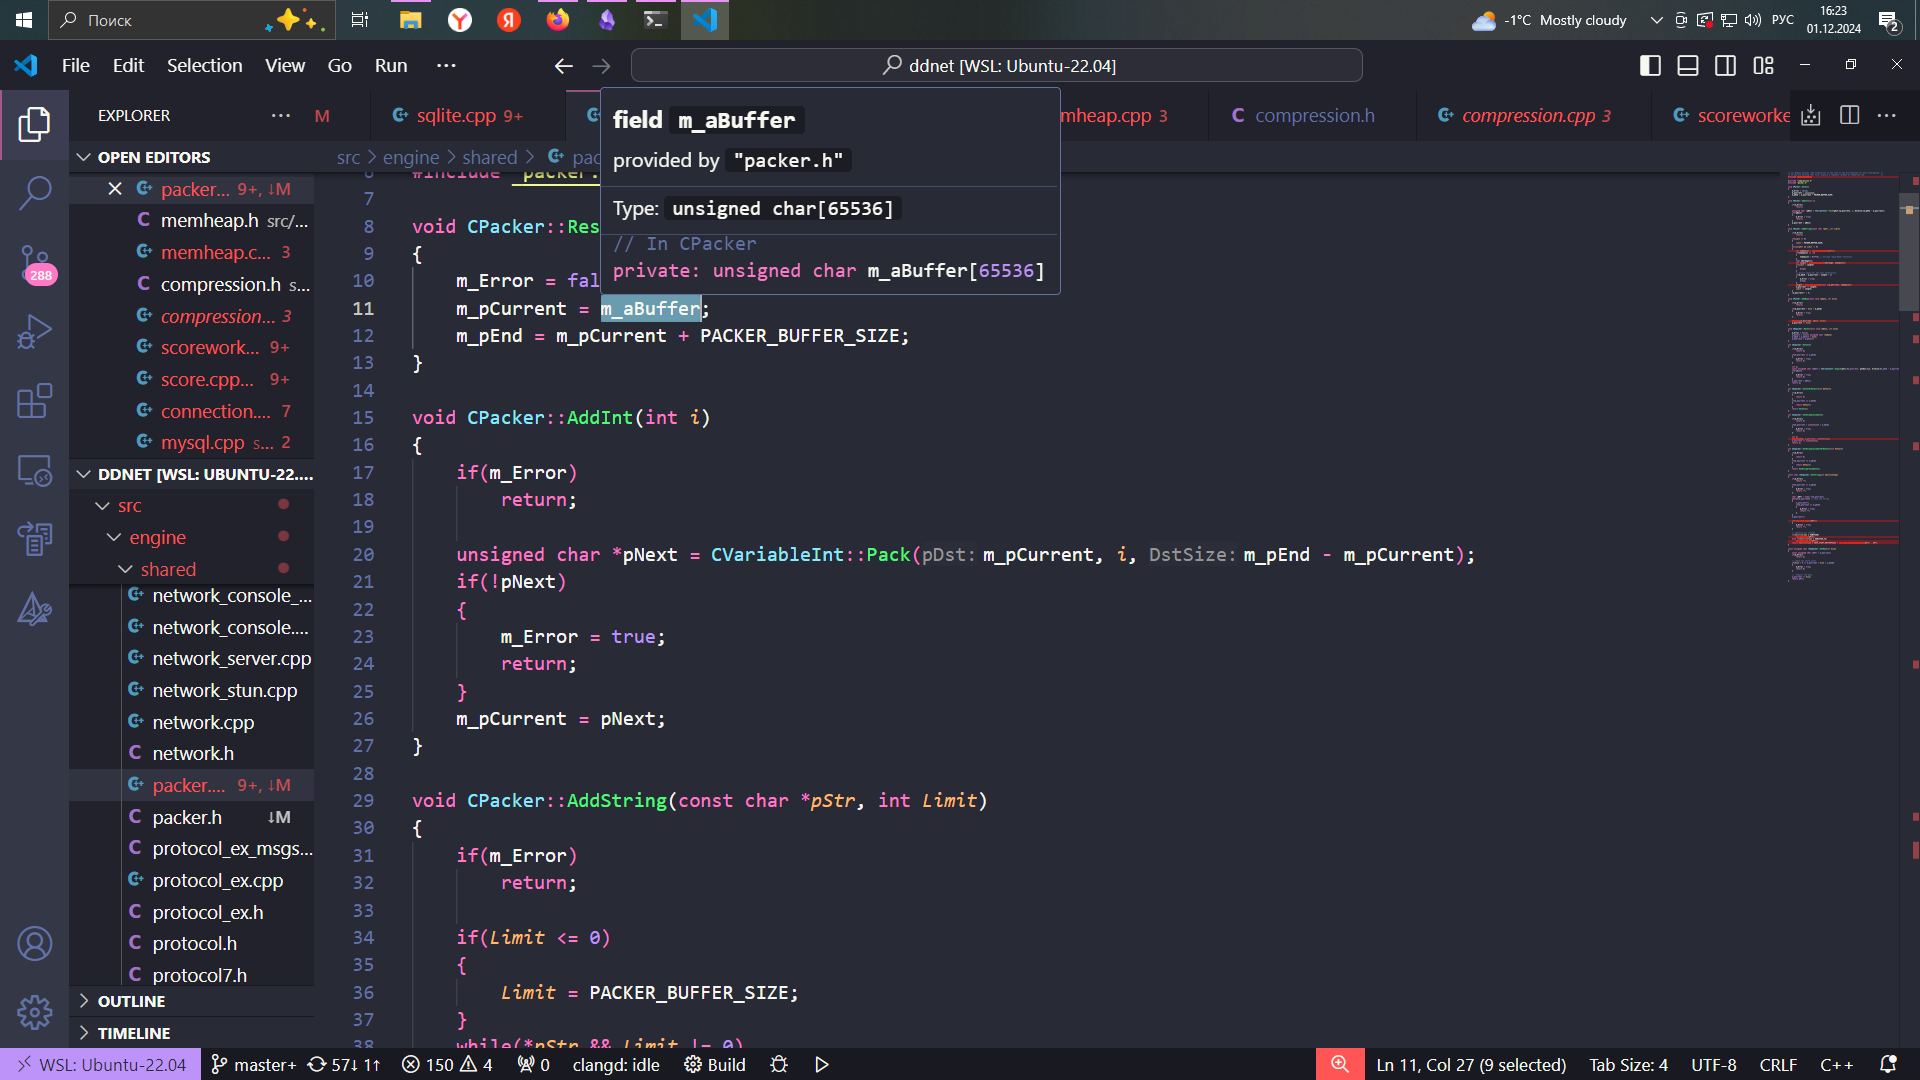 Поиск
-1°C Mostly cloudy
РУС
16:23
01.12.2024
2
File Edit Selection View Go Run ···
ddnet [WSL: Ubuntu-22.04]
EXPLORER
M
sqlite.cpp 9+
mheap.cpp 3
compression.h
compression.cpp 3
scoreworke
OPEN EDITORS
packer... 9+, ↓M
memheap.h src/...
memheap.c... 3
compression.h s...
compression... 3
scorework... 9+
score.cpp... 9+
connection.... 7
mysql.cpp s... 2
288
DDNET [WSL: UBUNTU-22....
src
engine
shared
network_console_...
network_console....
network_server.cpp
network_stun.cpp
network.cpp
network.h
packer.... 9+, ↓M
packer.h ↓M
protocol_ex_msgs...
protocol_ex.cpp
protocol_ex.h
protocol.h
protocol7.h
OUTLINE
TIMELINE
src > engine > shared > pac
field m_aBuffer
provided by "packer.h"
Type: unsigned char[65536]
// In CPacker
private: unsigned char m_aBuffer[65536]
6 #include "packer.
7
8 void CPacker::Res
9 {
10 m_Error = fal
11 m_pCurrent = m_aBuffer;
12 m_pEnd = m_pCurrent + PACKER_BUFFER_SIZE;
13 }
14
15 void CPacker::AddInt(int i)
16 {
17 if(m_Error)
18 return;
19
20 unsigned char *pNext = CVariableInt::Pack(pDst: m_pCurrent, i, DstSize: m_pEnd - m_pCurrent);
21 if(!pNext)
22 {
23 m_Error = true;
24 return;
25 }
26 m_pCurrent = pNext;
27 }
28
29 void CPacker::AddString(const char *pStr, int Limit)
30 {
31 if(m_Error)
32 return;
33
34 if(Limit <= 0)
35 {
36 Limit = PACKER_BUFFER_SIZE;
37 }
38 while(*pStr && Limit != 0)
WSL: Ubuntu-22.04
master+ 57↓ 1↑ 150 4 0 clangd: idle Build
Ln 11, Col 27 (9 selected) Tab Size: 4 UTF-8 CRLF C++